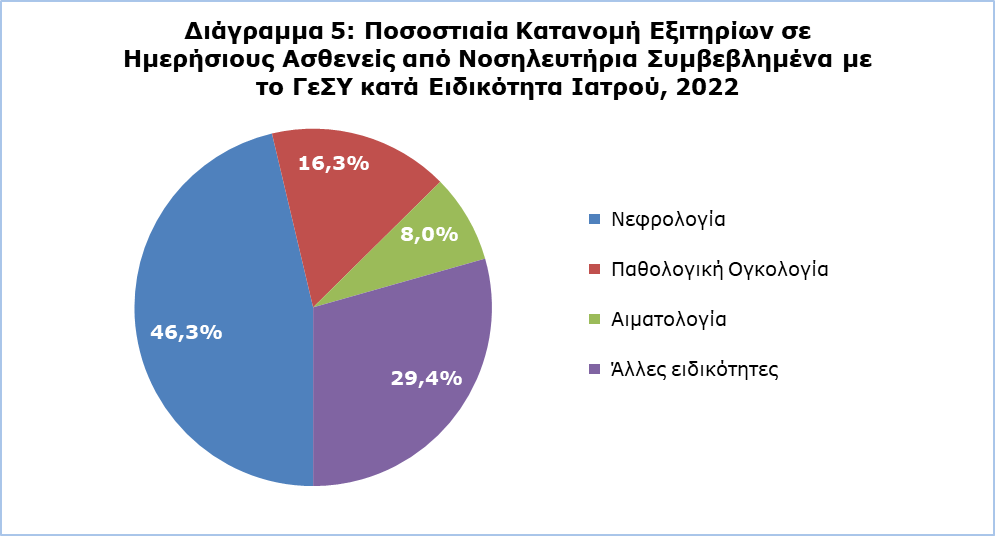 Διάγραμμα 5: Ποσοστιαία Κατανομή Εξιτηρίων σε
Ημερήσιους Ασθενείς από Νοσηλευτήρια Συμβεβλημένα με
το ΓεΣΥ κατά Ειδικότητα Ιατρού, 2022
16,3%
8,0%
46,3%
29,4%
Νεφρολογία
Παθολογική Ογκολογία
Αιματολογία
Άλλες ειδικότητες